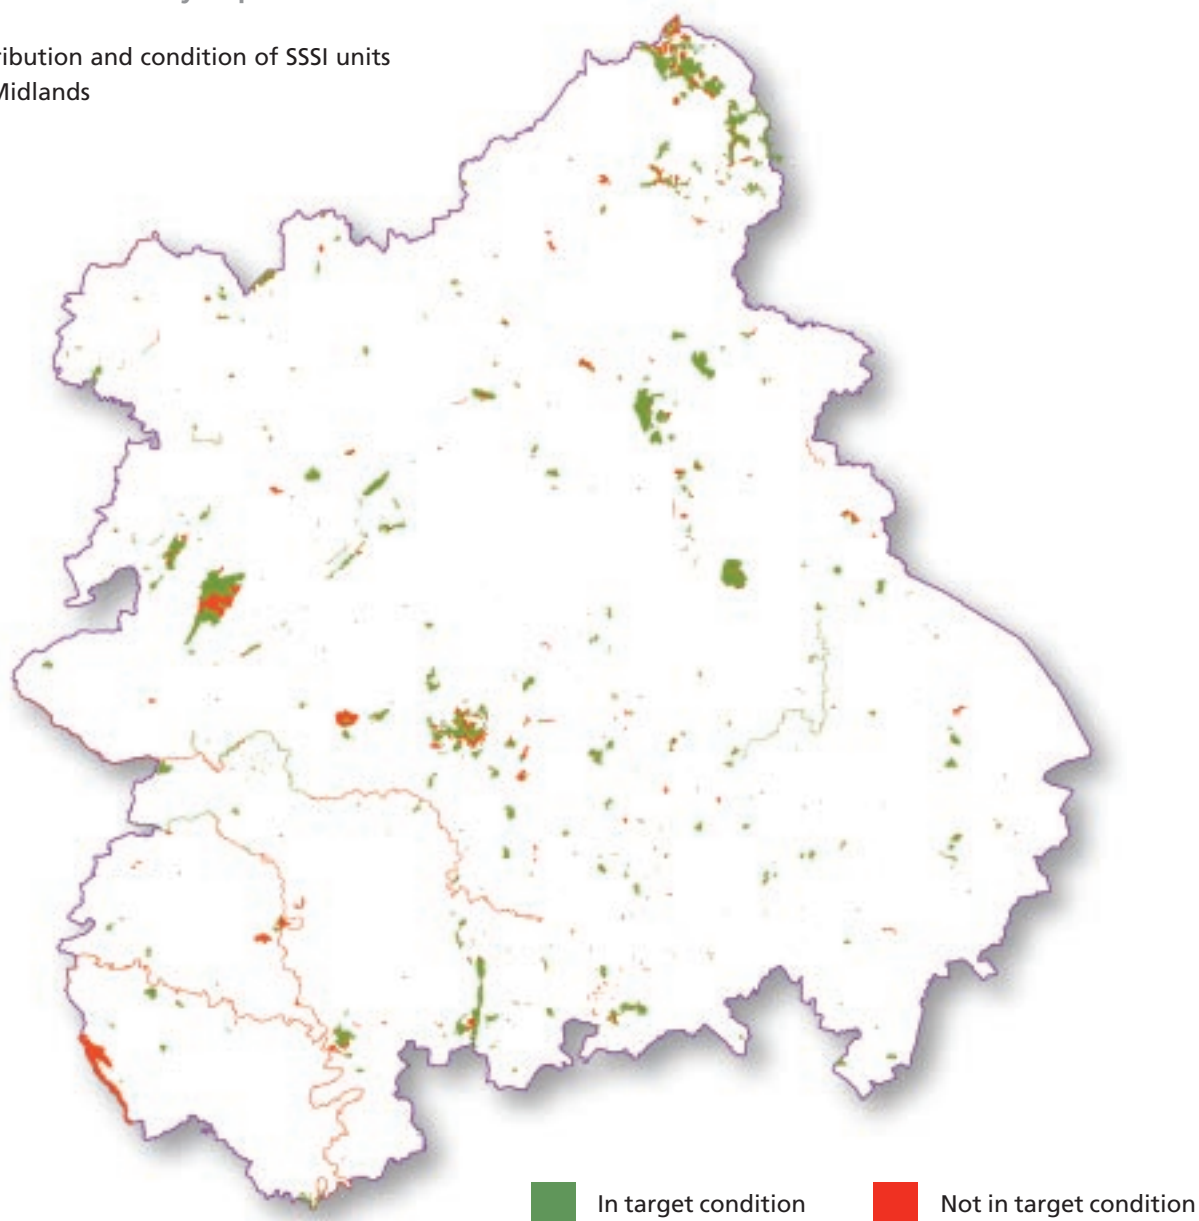 ribution and condition of SSSI units
Midlands
In target condition
Not in target condition